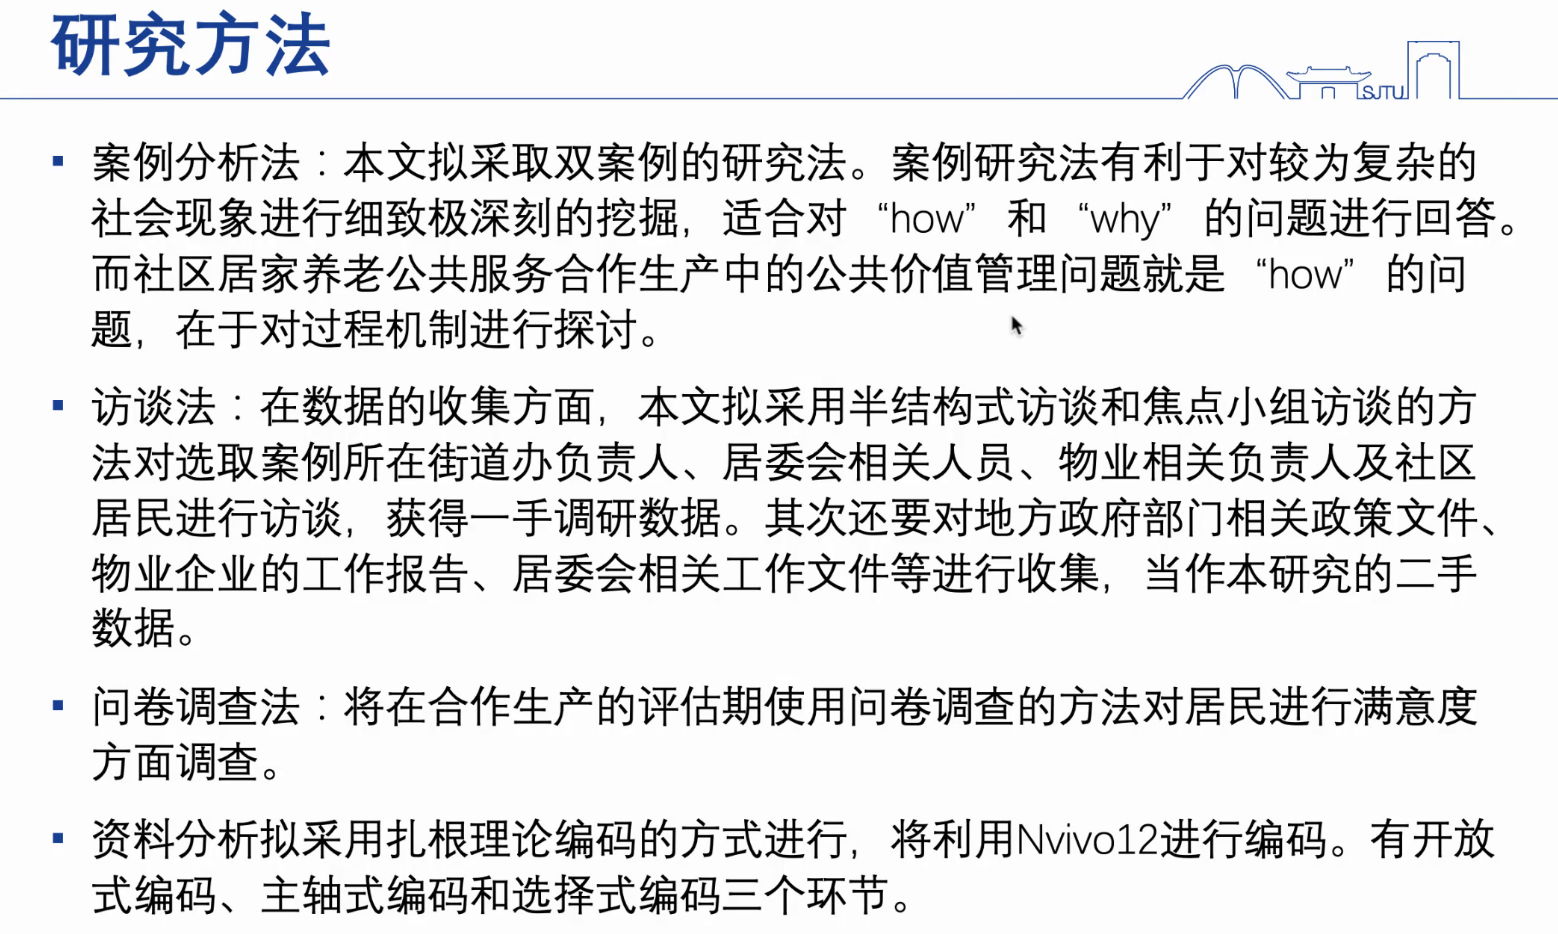 研究方法
SJTU
▪ 案例分析法：本文拟采取双案例的研究法。案例研究法有利于对较为复杂的
社会现象进行细致极深刻的挖掘，适合对“how”和“why”的问题进行回答。
而社区居家养老公共服务合作生产中的公共价值管理问题就是“how”的问
题，在于对过程机制进行探讨。
▪ 访谈法：在数据的收集方面，本文拟采用半结构式访谈和焦点小组访谈的方
法对选取案例所在街道办负责人、居委会相关人员、物业相关负责人及社区
居民进行访谈，获得一手调研数据。其次还要对地方政府部门相关政策文件、
物业企业的工作报告、居委会相关工作文件等进行收集，当作本研究的二手
数据。
▪ 问卷调查法：将在合作生产的评估期使用问卷调查的方法对居民进行满意度
方面调查。
▪ 资料分析拟采用扎根理论编码的方式进行，将利用Nvivo12进行编码。有开放
式编码、主轴式编码和选择式编码三个环节。